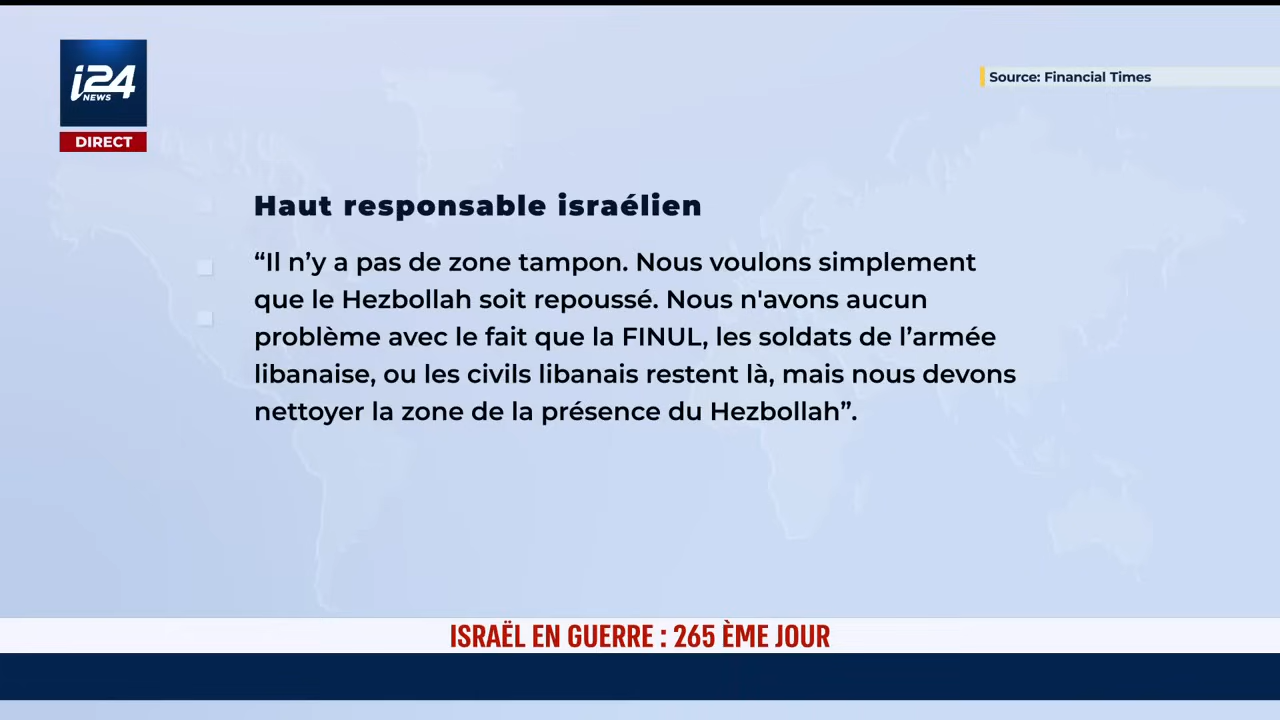 i24
NEWS
DIRECT
Source: Financial Times
Haut responsable israélien
“Il n’y a pas de zone tampon. Nous voulons simplement
que le Hezbollah soit repoussé. Nous n'avons aucun
problème avec le fait que la FINUL, les soldats de l’armée
libanaise, ou les civils libanais restent là, mais nous devons
nettoyer la zone de la présence du Hezbollah”.
ISRAËL EN GUERRE : 265 ÈME JOUR